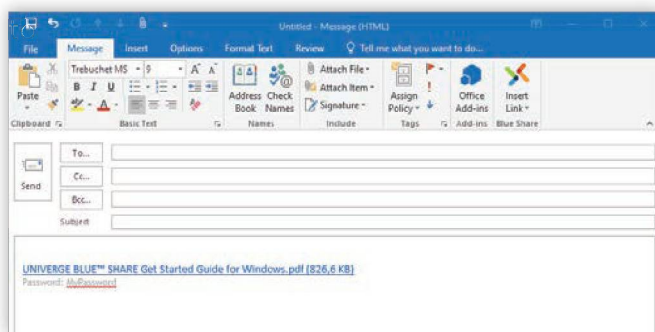 Untitled - Message (HTML)
File Message Insert Options Format Text Review Tell me what you want to do...
Trebuchet MS 9 A A Attach File
B I U Attach Item
Paste Address Book Check Names Signature Assign Policy Office Add-ins Insert Link
Clipboard Basic Text Names Include Tags Add-ins Blue Share
To...
Cc...
Send
Bcc...
Subject
UNIVERGE BLUE™ SHARE Get Started Guide for Windows.pdf (826,6 KB)
Password: MyPassword